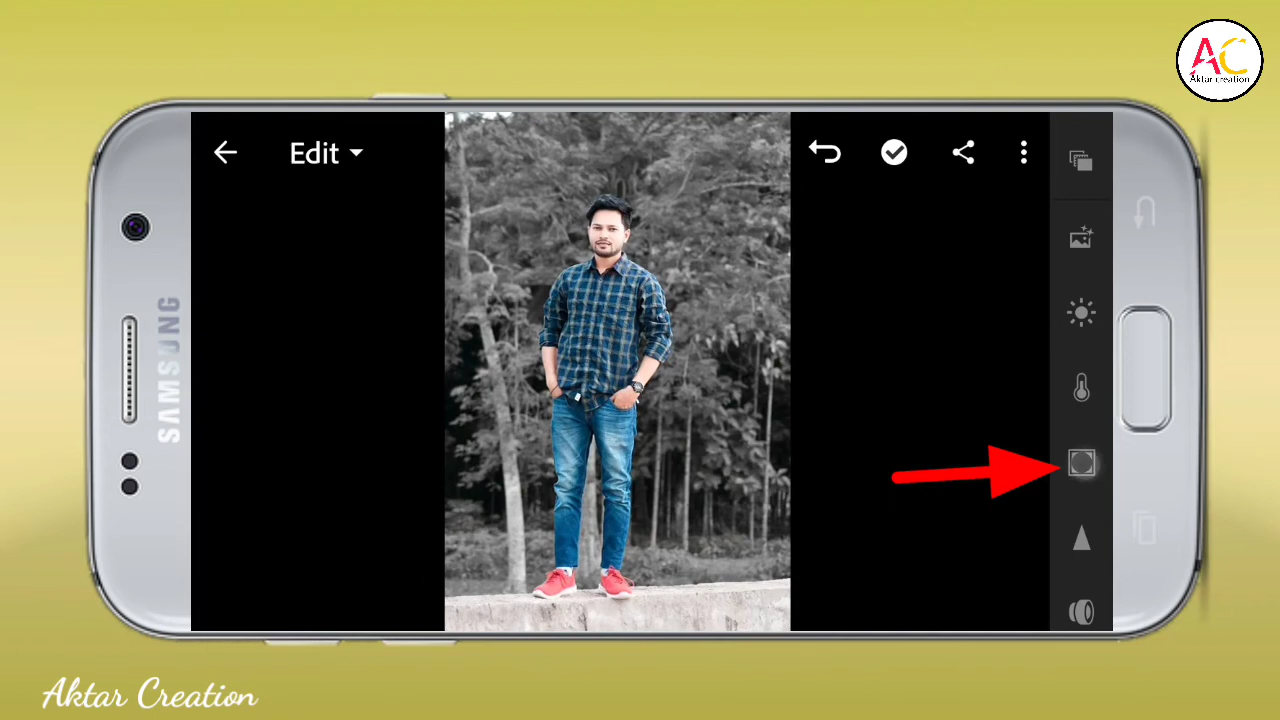 AC
Aktar creation
Edit
SAMSUNG
Aktar Creation